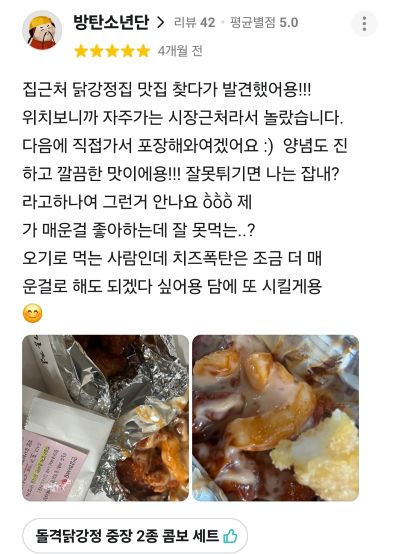 방탄소년단 >
리뷰 42 · 평균별점 5.0
★★★★★ 4개월 전
집근처 닭강정집 맛집 찾다가 발견했어용!!!
위치보니까 자주가는 시장근처라서 놀랐습니다.
다음에 직접가서 포장해와여겠어요 :) 양념도 진
하고 깔끔한 맛이에용!!! 잘못튀기면 나는 잡내?
라고하나여 그런거 안나요 ò͡ò͡ò 제
가 매운걸 좋아하는데 잘 못먹는..?
오기로 먹는 사람인데 치즈폭탄은 조금 더 매
운걸로 해도 되겠다 싶어용 담에 또 시킬게용
😊
돌격닭강정 중장 2종 콤보 세트